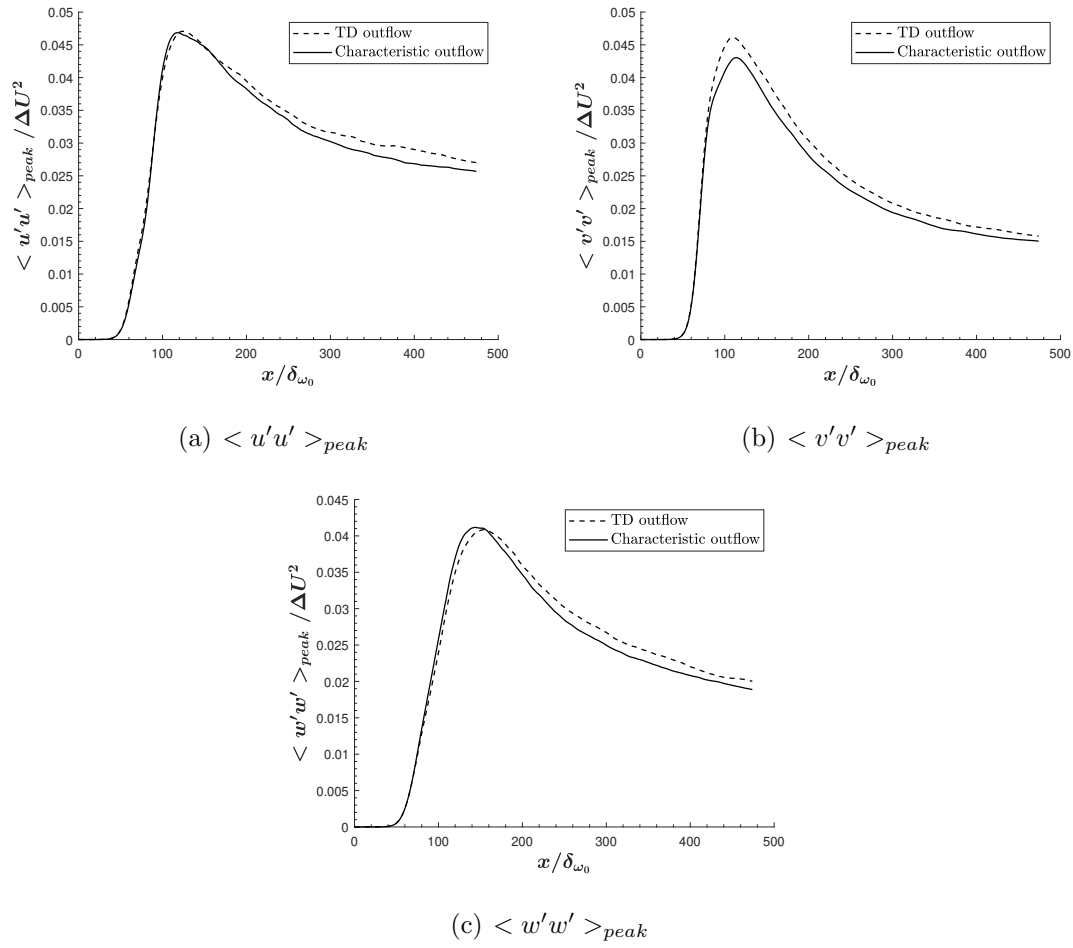 0.05
0.045
0.04
0.035
0.03
0.025
0.02
0.015
0.01
0.005
0
0 100 200 300 400 500
< u'u' >peak /ΔU²
x/δω₀
TD outflow
Characteristic outflow
(a) < u'u' >peak
0.05
0.045
0.04
0.035
0.03
0.025
0.02
0.015
0.01
0.005
0
0 100 200 300 400 500
< v'v' >peak /ΔU²
x/δω₀
TD outflow
Characteristic outflow
(b) < v'v' >peak
0.045
0.04
0.035
0.03
0.025
0.02
0.015
0.01
0.005
0
0 100 200 300 400 500
< w'w' >peak /ΔU²
x/δω₀
TD outflow
Characteristic outflow
(c) < w'w' >peak